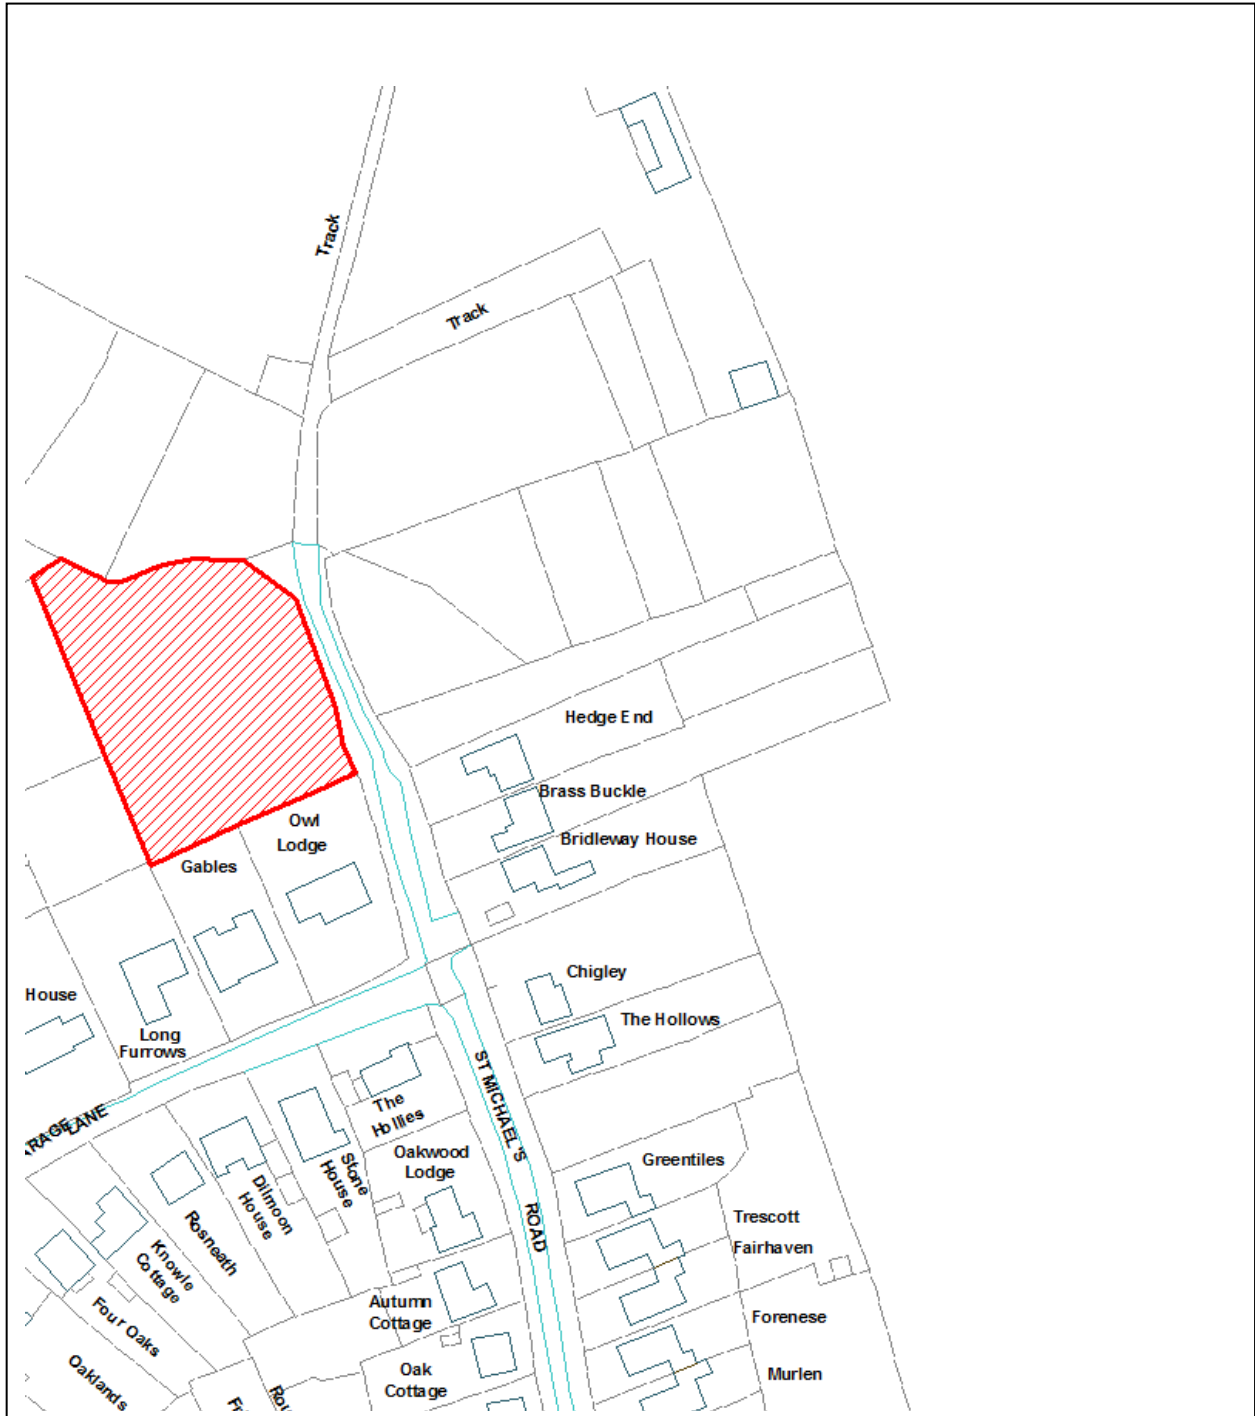 Track
Track
Hedge End
Brass Buckle
Bridleway House
Owl
Lodge
Gables
House
Long
Furrows
Chigley
The Hollows
LANE
ST MICHAEL'S
ROAD
The
Hollies
Stone
House
Oakwood
Lodge
Dilmoon
House
Rosneath
Knowle
Cottage
Four Oaks
Oaklands
Greentiles
Trescott
Fairhaven
Autumn
Cottage
Oak
Cottage
Forenese
Murlen